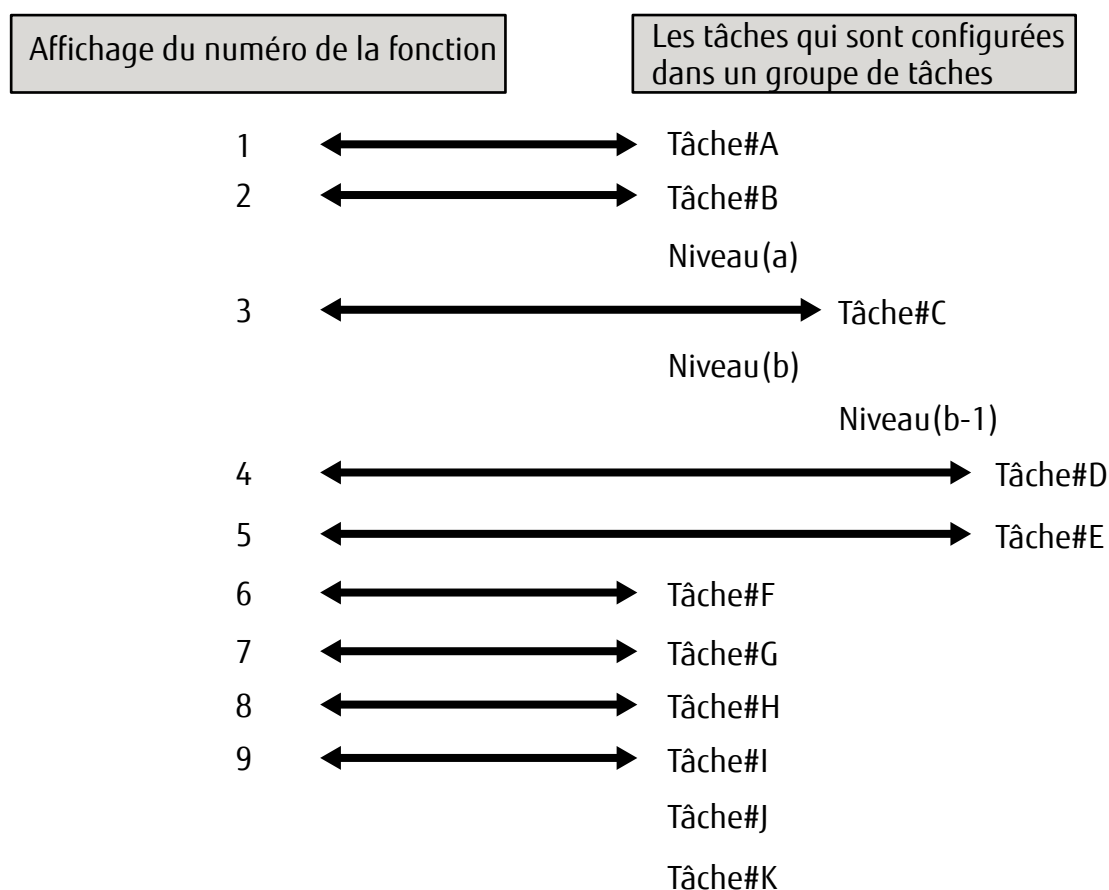 Affichage du numéro de la fonction
Les tâches qui sont configurées
dans un groupe de tâches
1 Tâche#A
2 Tâche#B
Niveau(a)
3 Tâche#C
Niveau(b)
Niveau(b-1)
4 Tâche#D
5 Tâche#E
6 Tâche#F
7 Tâche#G
8 Tâche#H
9 Tâche#I
Tâche#J
Tâche#K